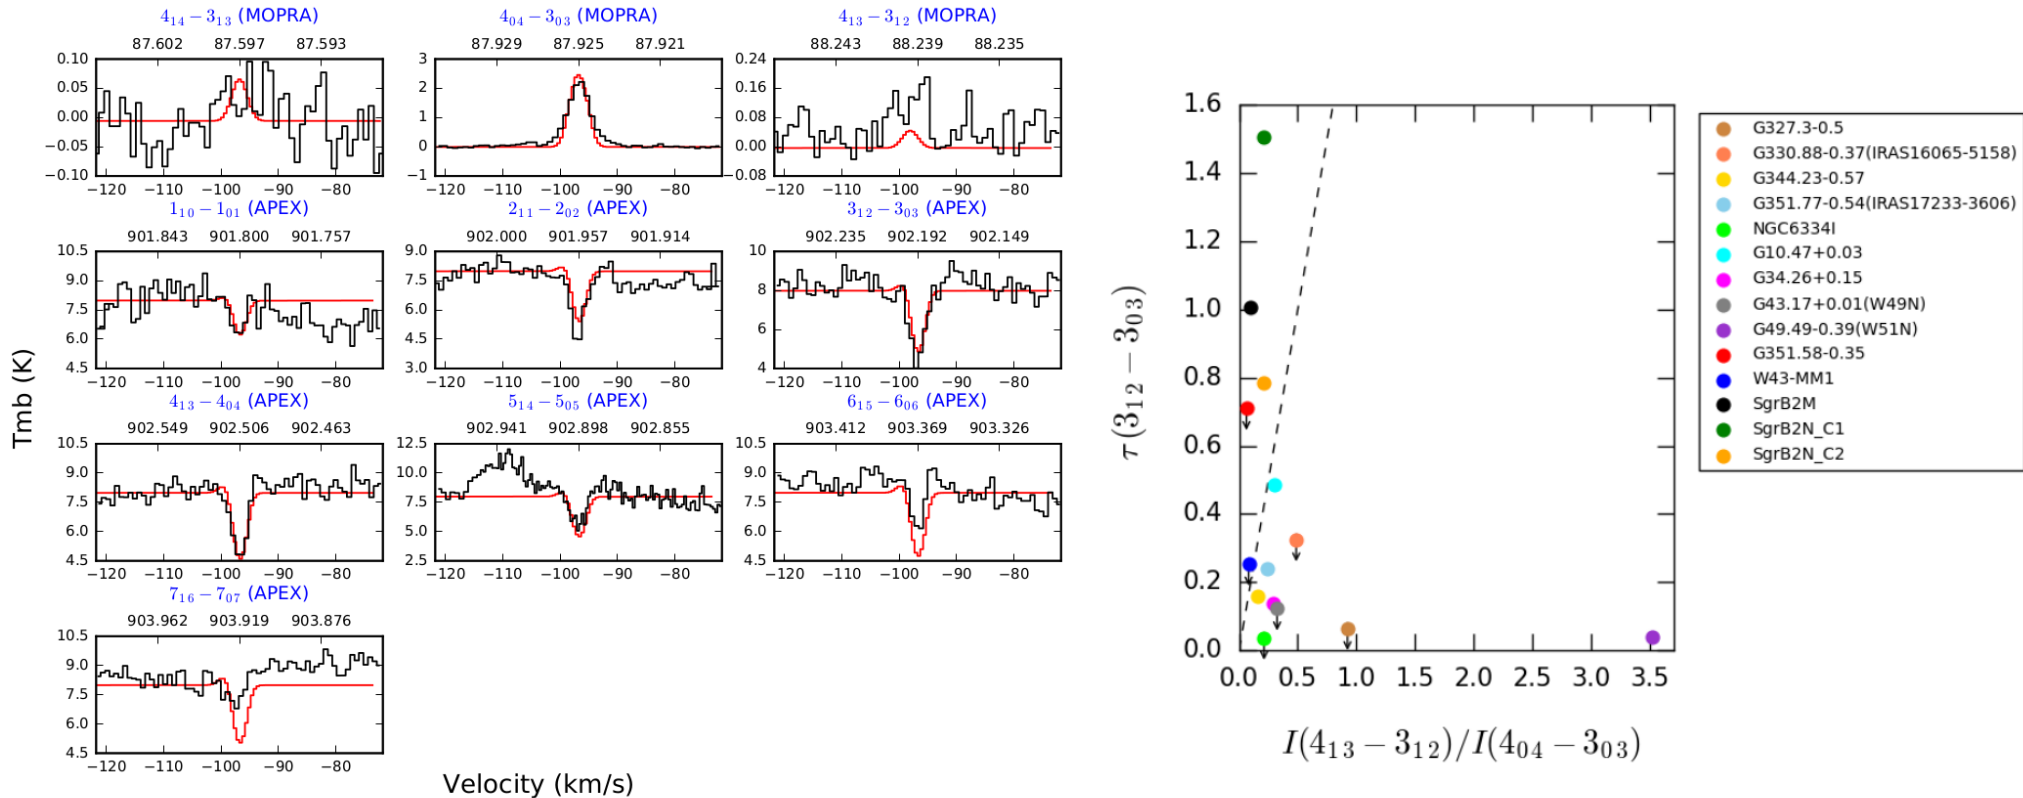 4₁₄ − 3₁₃ (MOPRA) 4₀₄ − 3₀₃ (MOPRA) 4₁₃ − 3₁₂ (MOPRA)
87.602 87.597 87.593 87.929 87.925 87.921 88.243 88.239 88.235
0.10 3 0.24
0.05 2 0.16
0.00 1 0.08
−0.05 0 0.00
−0.10 −1 −0.08
−120 −110 −100 −90 −80 −120 −110 −100 −90 −80 −120 −110 −100 −90 −80
1₁₀ − 1₀₁ (APEX) 2₁₁ − 2₀₂ (APEX) 3₁₂ − 3₀₃ (APEX)
901.843 901.800 901.757 902.000 901.957 901.914 902.235 902.192 902.149
10.5 9.0 10
9.0 7.5 8
7.5 6.0 6
6.0 4.5 4
4.5 3.0
−120 −110 −100 −90 −80 −120 −110 −100 −90 −80 −120 −110 −100 −90 −80
4₁₃ − 4₀₄ (APEX) 5₁₄ − 5₀₅ (APEX) 6₁₅ − 6₀₆ (APEX)
902.549 902.506 902.463 902.941 902.898 902.855 903.412 903.369 903.326
10.5 12.5 10.5
9.0 10.0 9.0
7.5 7.5 7.5
6.0 5.0 6.0
4.5 2.5 4.5
−120 −110 −100 −90 −80 −120 −110 −100 −90 −80 −120 −110 −100 −90 −80
7₁₆ − 7₀₇ (APEX)
903.962 903.919 903.876
10.5
9.0
7.5
6.0
4.5
−120 −110 −100 −90 −80
Tmb (K)
Velocity (km/s)
τ(3₁₂ − 3₀₃)
1.6
1.4
1.2
1.0
0.8
0.6
0.4
0.2
0.0
0.0 0.5 1.0 1.5 2.0 2.5 3.0 3.5
I(4₁₃ − 3₁₂)/I(4₀₄ − 3₀₃)
G327.3-0.5
G330.88-0.37(IRAS16065-5158)
G344.23-0.57
G351.77-0.54(IRAS17233-3606)
NGC6334I
G10.47+0.03
G34.26+0.15
G43.17+0.01(W49N)
G49.49-0.39(W51N)
G351.58-0.35
W43-MM1
SgrB2M
SgrB2N_C1
SgrB2N_C2